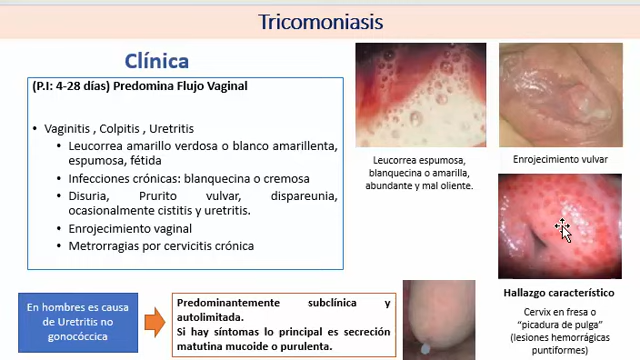 Tricomoniasis
Clínica
(P.I: 4-28 días) Predomina Flujo Vaginal
• Vaginitis , Colpitis , Uretritis
• Leucorrea amarillo verdosa o blanco amarillenta,
espumosa, fétida
• Infecciones crónicas: blanquecina o cremosa
• Disuria, Prurito vulvar, dispareunia,
ocasionalmente cistitis y uretritis.
• Enrojecimiento vaginal
• Metrorragias por cervicitis crónica
Leucorrea espumosa,
blanquecina o amarilla,
abundante y mal oliente.
Enrojecimiento vulvar
Hallazgo característico
Cervix en fresa o
“picadura de pulga”
(lesiones hemorrágicas
puntiformes)
En hombres es causa
de Uretritis no
gonocóccica
Predominantemente subclínica y
autolimitada.
Si hay síntomas lo principal es secreción
matutina mucoide o purulenta.